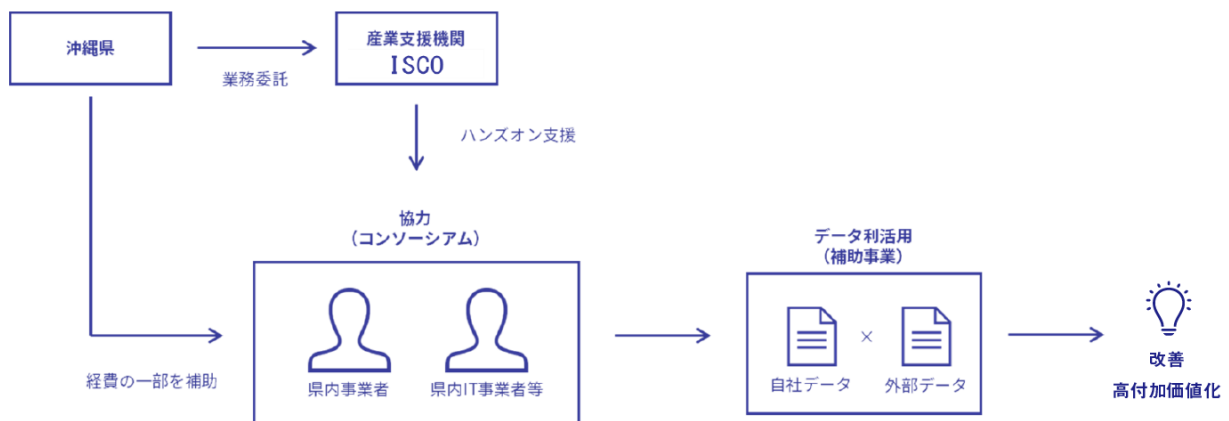 沖縄県
業務委託
産業支援機関
ISCO
ハンズオン支援
経費の一部を補助
協力
(コンソーシアム)
県内事業者
県内IT事業者等
データ利活用
(補助事業)
自社データ
×
外部データ
改善
高付加価値化